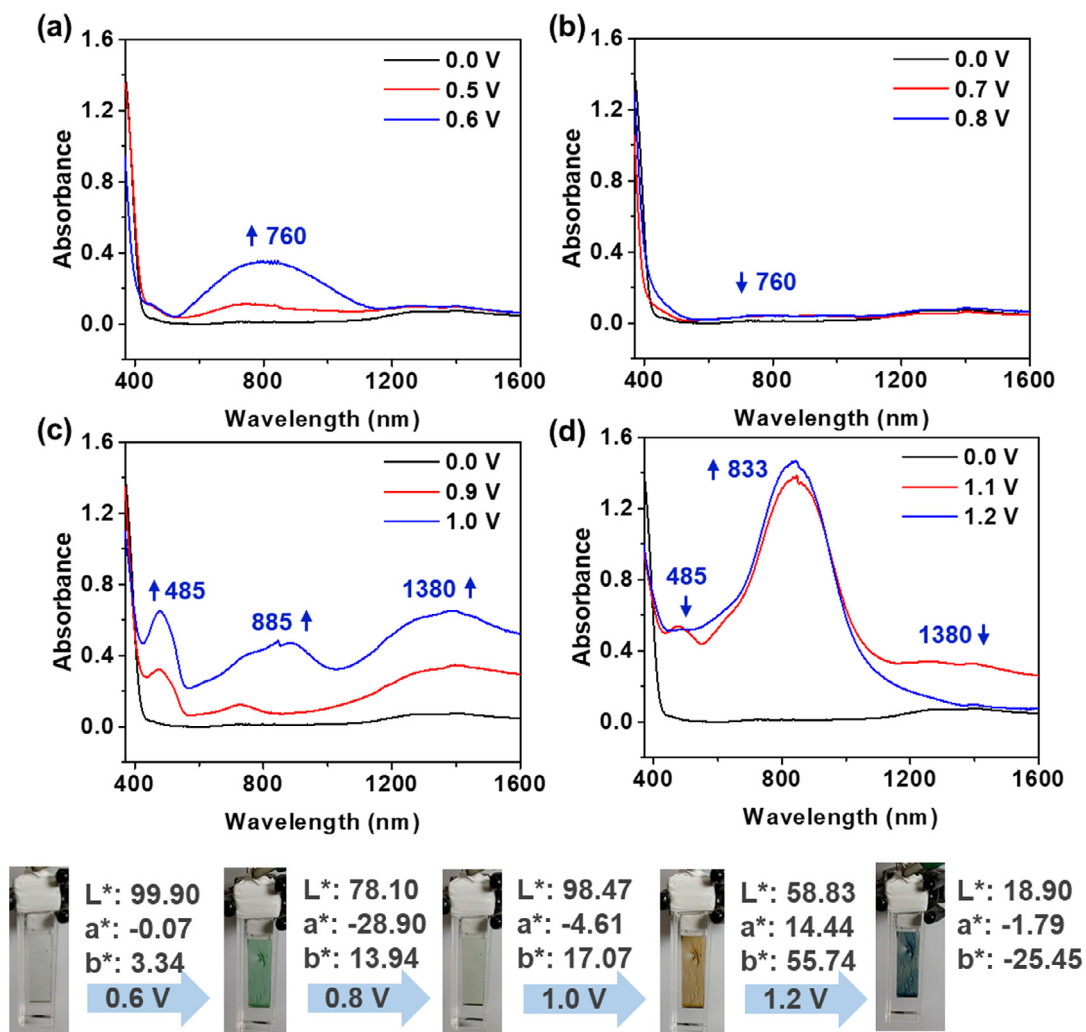 (a)
1.6
1.2
0.8
0.4
0.0
Absorbance
0.0 V
0.5 V
0.6 V
↑ 760
400 800 1200 1600
Wavelength (nm)
(b)
1.6
1.2
0.8
0.4
0.0
Absorbance
0.0 V
0.7 V
0.8 V
↓ 760
400 800 1200 1600
Wavelength (nm)
(c)
1.6
1.2
0.8
0.4
0.0
Absorbance
0.0 V
0.9 V
1.0 V
↑ 485
885 ↑
1380 ↑
400 800 1200 1600
Wavelength (nm)
(d)
1.6
1.2
0.8
0.4
0.0
Absorbance
0.0 V
1.1 V
1.2 V
↑ 833
485
↓
1380 ↓
400 800 1200 1600
Wavelength (nm)
L*: 99.90
a*: -0.07
b*: 3.34
0.6 V
L*: 78.10
a*: -28.90
b*: 13.94
0.8 V
L*: 98.47
a*: -4.61
b*: 17.07
1.0 V
L*: 58.83
a*: 14.44
b*: 55.74
1.2 V
L*: 18.90
a*: -1.79
b*: -25.45